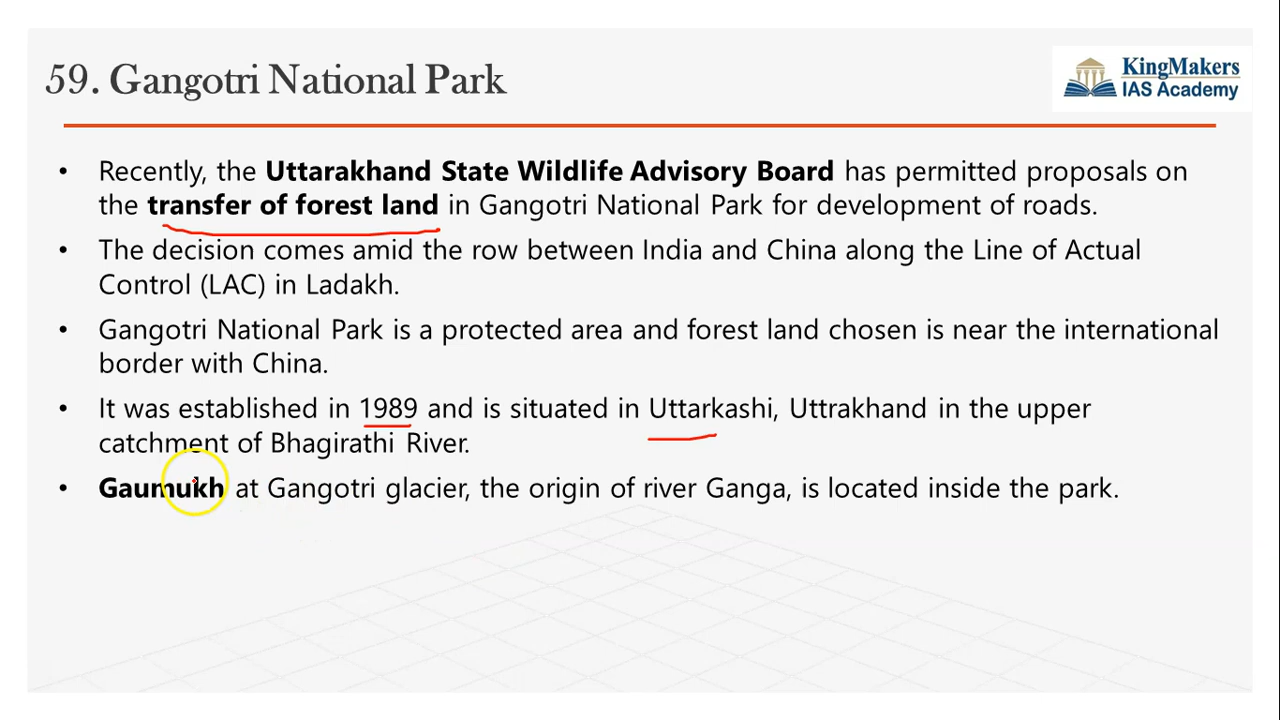 59. Gangotri National Park
KingMakers
IAS Academy
• Recently, the Uttarakhand State Wildlife Advisory Board has permitted proposals on
the transfer of forest land in Gangotri National Park for development of roads.
• The decision comes amid the row between India and China along the Line of Actual
Control (LAC) in Ladakh.
• Gangotri National Park is a protected area and forest land chosen is near the international
border with China.
• It was established in 1989 and is situated in Uttarkashi, Uttrakhand in the upper
catchment of Bhagirathi River.
• Gaumukh at Gangotri glacier, the origin of river Ganga, is located inside the park.